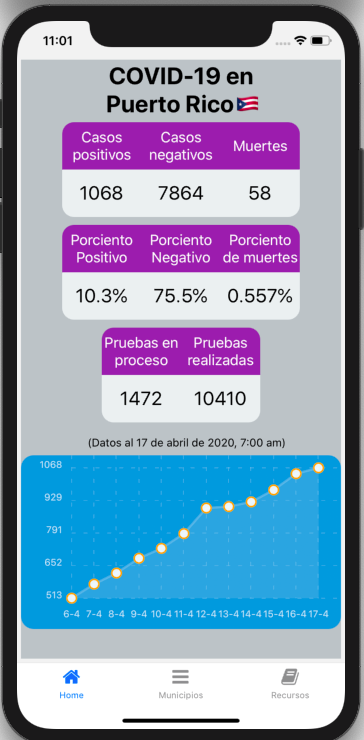 11:01
COVID-19 en
Puerto Rico🇵🇷
Casos positivos Casos negativos Muertes
1068 7864 58
Porciento Positivo Porciento Negativo Porciento de muertes
10.3% 75.5% 0.557%
Pruebas en proceso Pruebas realizadas
1472 10410
(Datos al 17 de abril de 2020, 7:00 am)
1068
929
791
652
513
6-4 7-4 8-4 9-4 10-4 11-4 12-4 13-4 14-4 15-4 16-4 17-4
Home Municipios Recursos